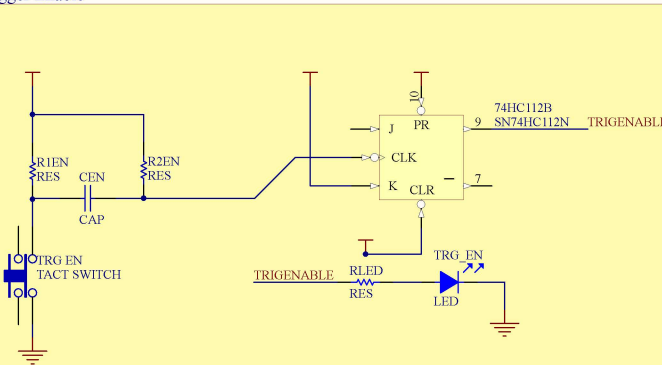 10
74HC112B
J
PR
9
SN74HC112N
TRIGENABLE
R1EN
RES
CEN
R2EN
RES
CLK
K
CLR
7
CAP
TRG EN
TACT SWITCH
TRG_EN
TRIGENABLE
RLED
RES
LED